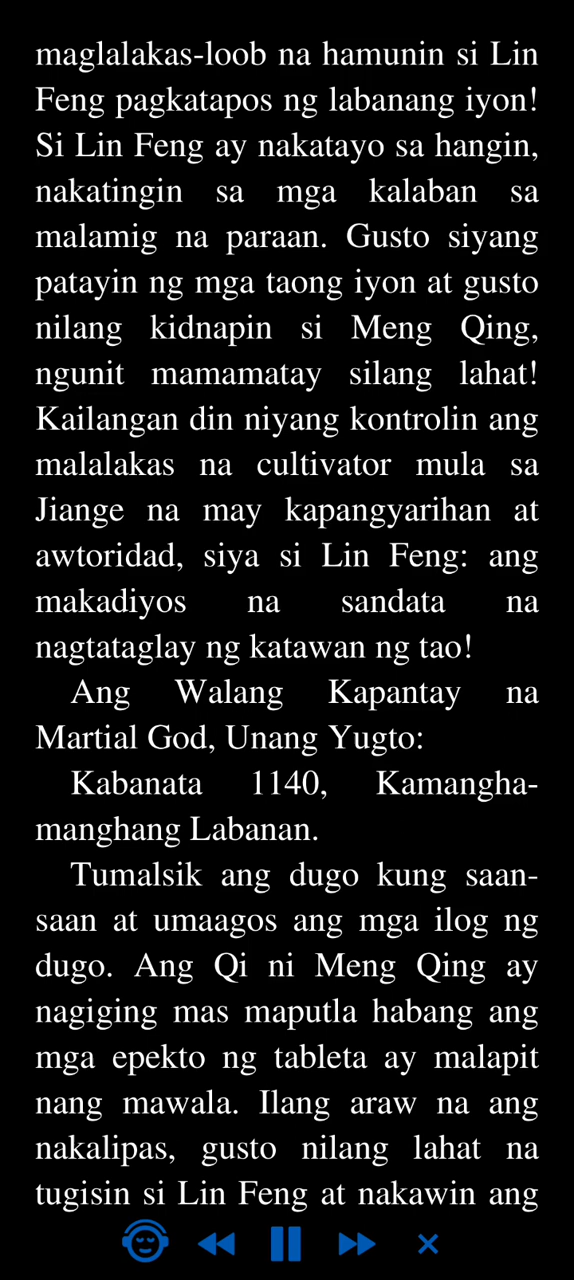 maglalakas-loob na hamunin si Lin
Feng pagkatapos ng labanang iyon!
Si Lin Feng ay nakatayo sa hangin,
nakatingin sa mga kalaban sa
malamig na paraan. Gusto siyang
patayin ng mga taong iyon at gusto
nilang kidnapin si Meng Qing,
ngunit mamamatay silang lahat!
Kailangan din niyang kontrolin ang
malalakas na cultivator mula sa
Jiange na may kapangyarihan at
awtoridad, siya si Lin Feng: ang
makadiyos na sandata na
nagtataglay ng katawan ng tao!
Ang Walang Kapantay na
Martial God, Unang Yugto:
Kabanata 1140, Kamangha-
manghang Labanan.
Tumalsik ang dugo kung saan-
saan at umaagos ang mga ilog ng
dugo. Ang Qi ni Meng Qing ay
nagiging mas maputla habang ang
mga epekto ng tableta ay malapit
nang mawala. Ilang araw na ang
nakalipas, gusto nilang lahat na
tugisin si Lin Feng at nakawin ang